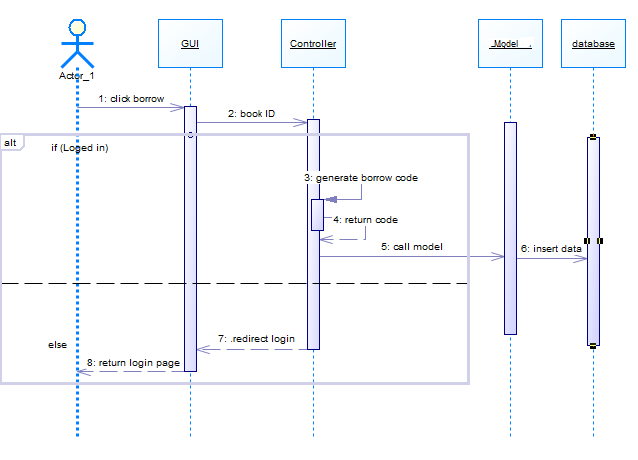 GUI
Controller
.Model .
database
Actor_1
1: click borrow
2: book ID
alt
if (Loged in)
3: generate borrow code
4: return code
5: call model
6: insert data
7: .redirect login
else
8: return login page